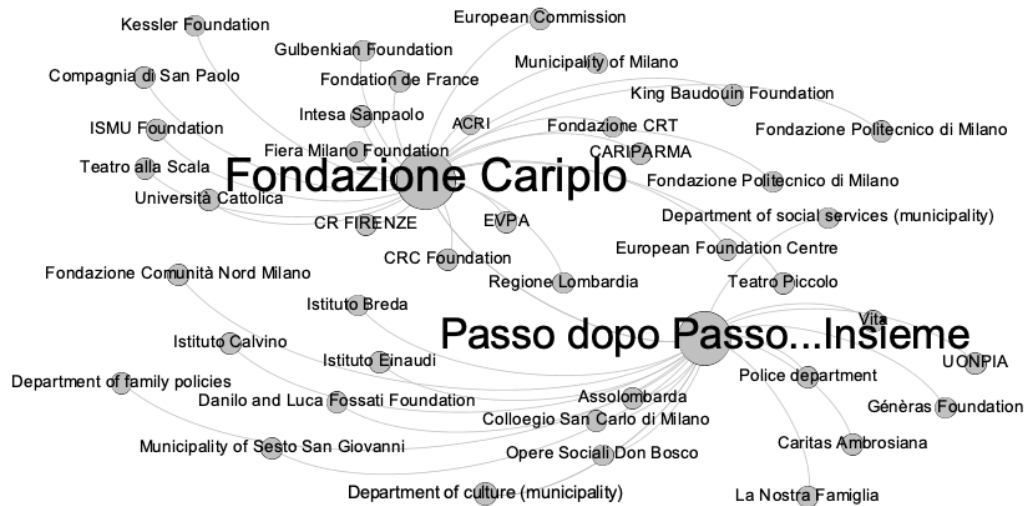 European Commission
Kessler Foundation
Gulbenkian Foundation
Municipality of Milano
Compagnia di San Paolo
Fondation de France
King Baudouin Foundation
Intesa Sanpaolo
ACRI
Fondazione CRT
ISMU Foundation
Fondazione Politecnico di Milano
Fiera Milano Foundation
CARIPARMA
Teatro alla Scala
Fondazione Cariplo
Fondazione Politecnico di Milano
Università Cattolica
Department of social services (municipality)
CR FIRENZE
EVPA
European Foundation Centre
CRC Foundation
Fondazione Comunità Nord Milano
Regione Lombardia
Teatro Piccolo
Istituto Breda
Vita
Passo dopo Passo...Insieme
Istituto Calvino
Istituto Einaudi
UONPIA
Department of family policies
Police department
Danilo and Luca Fossati Foundation
Assolombarda
Génèras Foundation
Colloegio San Carlo di Milano
Municipality of Sesto San Giovanni
Caritas Ambrosiana
Opere Sociali Don Bosco
Department of culture (municipality)
La Nostra Famiglia